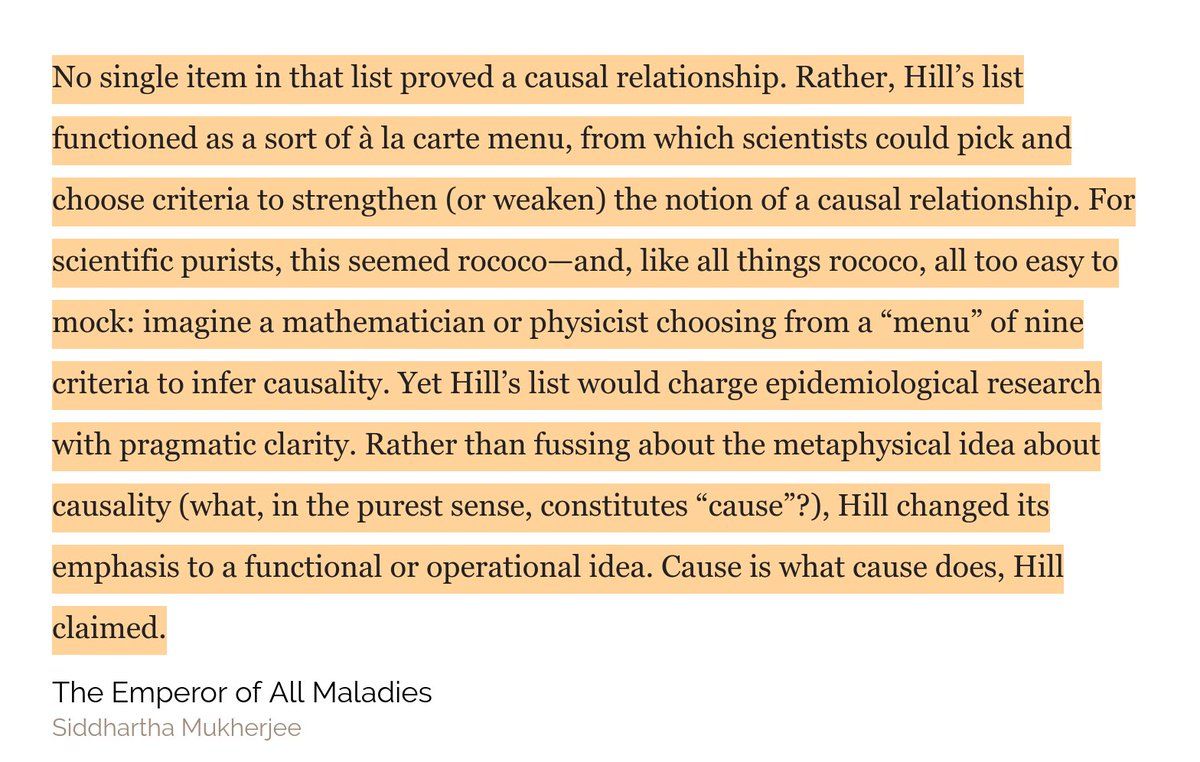 No single item in that list proved a causal relationship. Rather, Hill’s list
functioned as a sort of à la carte menu, from which scientists could pick and
choose criteria to strengthen (or weaken) the notion of a causal relationship. For
scientific purists, this seemed rococo—and, like all things rococo, all too easy to
mock: imagine a mathematician or physicist choosing from a “menu” of nine
criteria to infer causality. Yet Hill’s list would charge epidemiological research
with pragmatic clarity. Rather than fussing about the metaphysical idea about
causality (what, in the purest sense, constitutes “cause”?), Hill changed its
emphasis to a functional or operational idea. Cause is what cause does, Hill
claimed.
The Emperor of All Maladies
Siddhartha Mukherjee